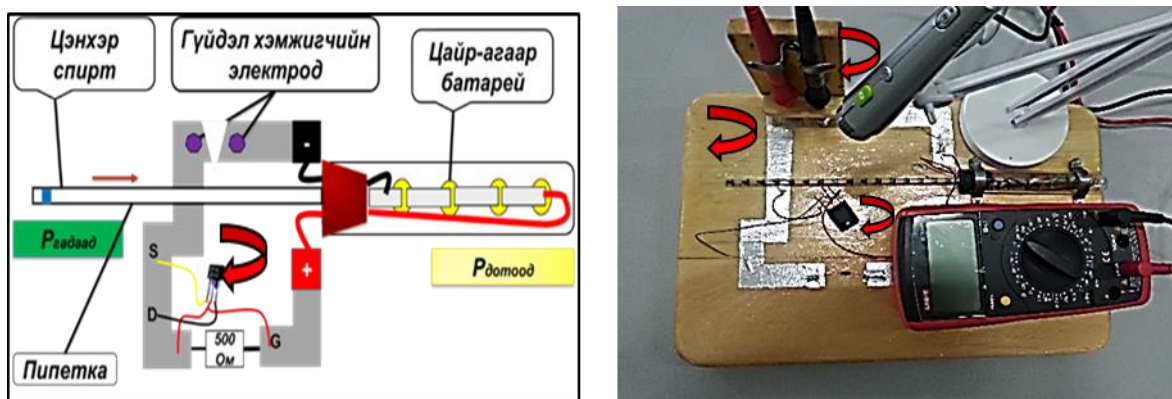 Цэнхэр
спирт
Гүйдэл хэмжигчийн
электрод
Цайр-агаар
батарей
-
Pгадаад
S
+
Pдотоод
D
G
500
Ом
Пипетка